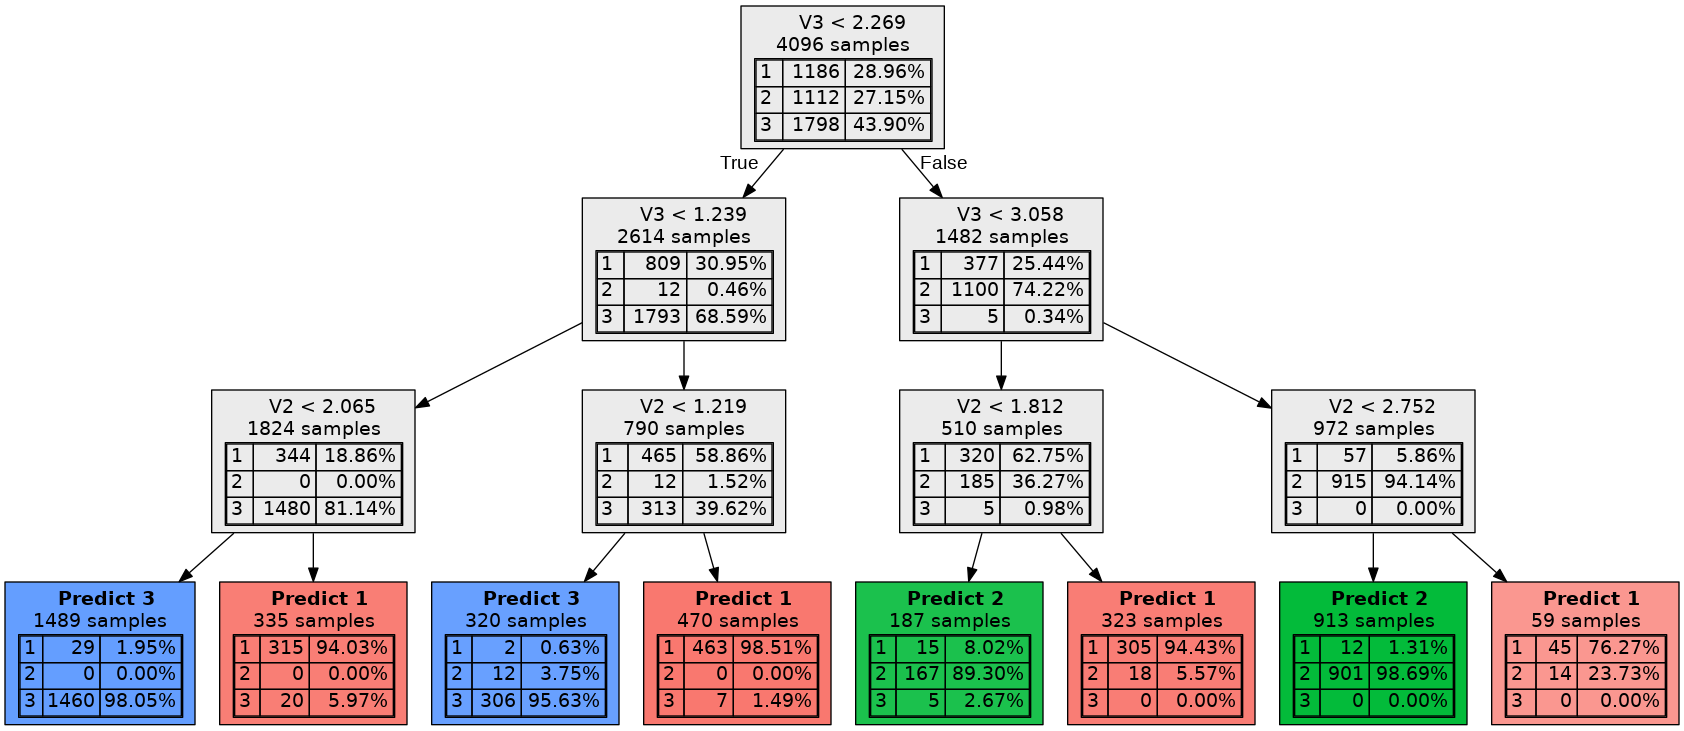 V3 < 2.269
4096 samples
1 1186 28.96%
2 1112 27.15%
3 1798 43.90%
True
False
V3 < 1.239
2614 samples
1 809 30.95%
2 12 0.46%
3 1793 68.59%
V3 < 3.058
1482 samples
1 377 25.44%
2 1100 74.22%
3 5 0.34%
V2 < 2.065
1824 samples
1 344 18.86%
2 0 0.00%
3 1480 81.14%
V2 < 1.219
790 samples
1 465 58.86%
2 12 1.52%
3 313 39.62%
V2 < 1.812
510 samples
1 320 62.75%
2 185 36.27%
3 5 0.98%
V2 < 2.752
972 samples
1 57 5.86%
2 915 94.14%
3 0 0.00%
Predict 3
1489 samples
1 29 1.95%
2 0 0.00%
3 1460 98.05%
Predict 1
335 samples
1 315 94.03%
2 0 0.00%
3 20 5.97%
Predict 3
320 samples
1 2 0.63%
2 12 3.75%
3 306 95.63%
Predict 1
470 samples
1 463 98.51%
2 0 0.00%
3 7 1.49%
Predict 2
187 samples
1 15 8.02%
2 167 89.30%
3 5 2.67%
Predict 1
323 samples
1 305 94.43%
2 18 5.57%
3 0 0.00%
Predict 2
913 samples
1 12 1.31%
2 901 98.69%
3 0 0.00%
Predict 1
59 samples
1 45 76.27%
2 14 23.73%
3 0 0.00%